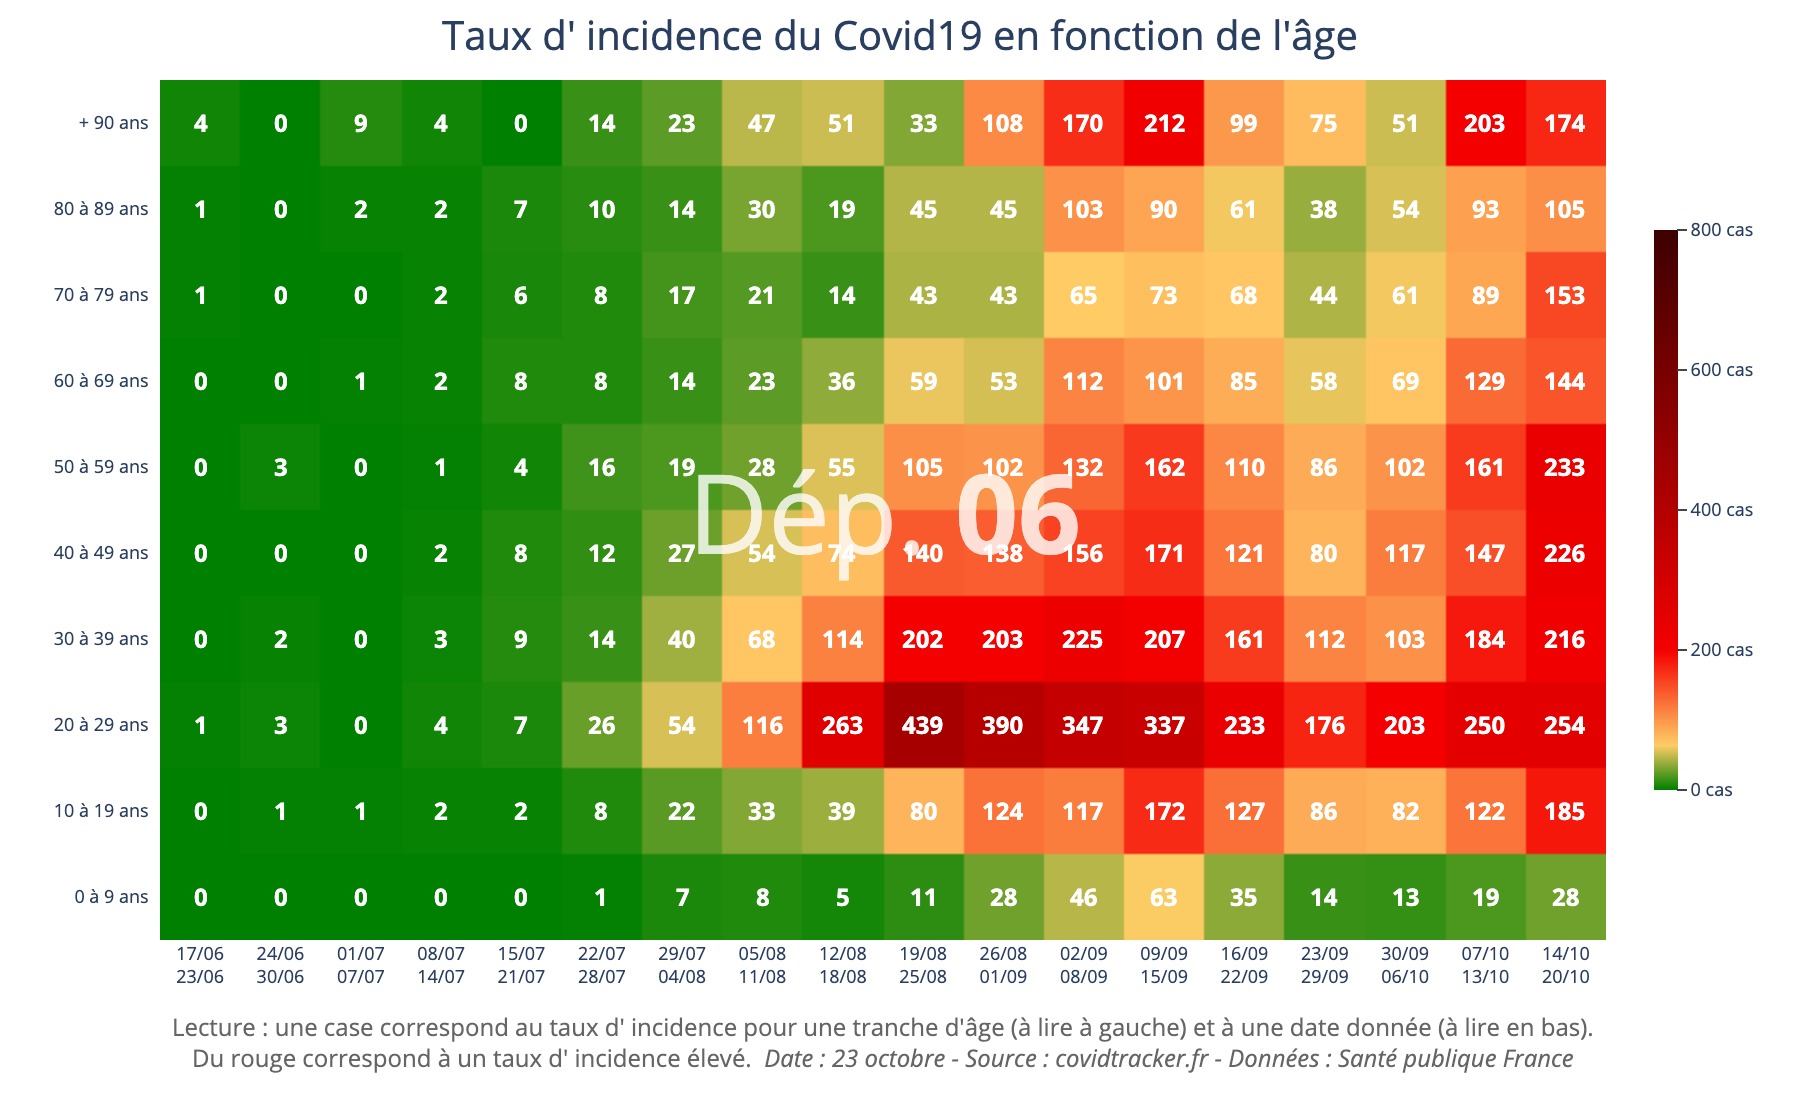 Taux d' incidence du Covid19 en fonction de l'âge
+ 90 ans 4 0 9 4 0 14 23 47 51 33 108 170 212 99 75 51 203 174
80 à 89 ans 1 0 2 2 7 10 14 30 19 45 45 103 90 61 38 54 93 105
70 à 79 ans 1 0 0 2 6 8 17 21 14 43 43 65 73 68 44 61 89 153
60 à 69 ans 0 0 1 2 8 8 14 23 36 59 53 112 101 85 58 69 129 144
50 à 59 ans 0 3 0 1 4 16 19 28 55 105 102 132 162 110 86 102 161 233
Dép. 06
40 à 49 ans 0 0 0 2 8 12 27 54 74 140 138 156 171 121 80 117 147 226
30 à 39 ans 0 2 0 3 9 14 40 68 114 202 203 225 207 161 112 103 184 216
20 à 29 ans 1 3 0 4 7 26 54 116 263 439 390 347 337 233 176 203 250 254
10 à 19 ans 0 1 1 2 2 8 22 33 39 80 124 117 172 127 86 82 122 185
0 à 9 ans 0 0 0 0 0 1 7 8 5 11 28 46 63 35 14 13 19 28
17/06 24/06 01/07 08/07 15/07 22/07 29/07 05/08 12/08 19/08 26/08 02/09 09/09 16/09 23/09 30/09 07/10 14/10
23/06 30/06 07/07 14/07 21/07 28/07 04/08 11/08 18/08 25/08 01/09 08/09 15/09 22/09 29/09 06/10 13/10 20/10
800 cas
600 cas
400 cas
200 cas
0 cas
Lecture : une case correspond au taux d' incidence pour une tranche d'âge (à lire à gauche) et à une date donnée (à lire en bas).
Du rouge correspond à un taux d' incidence élevé. Date : 23 octobre - Source : covidtracker.fr - Données : Santé publique France